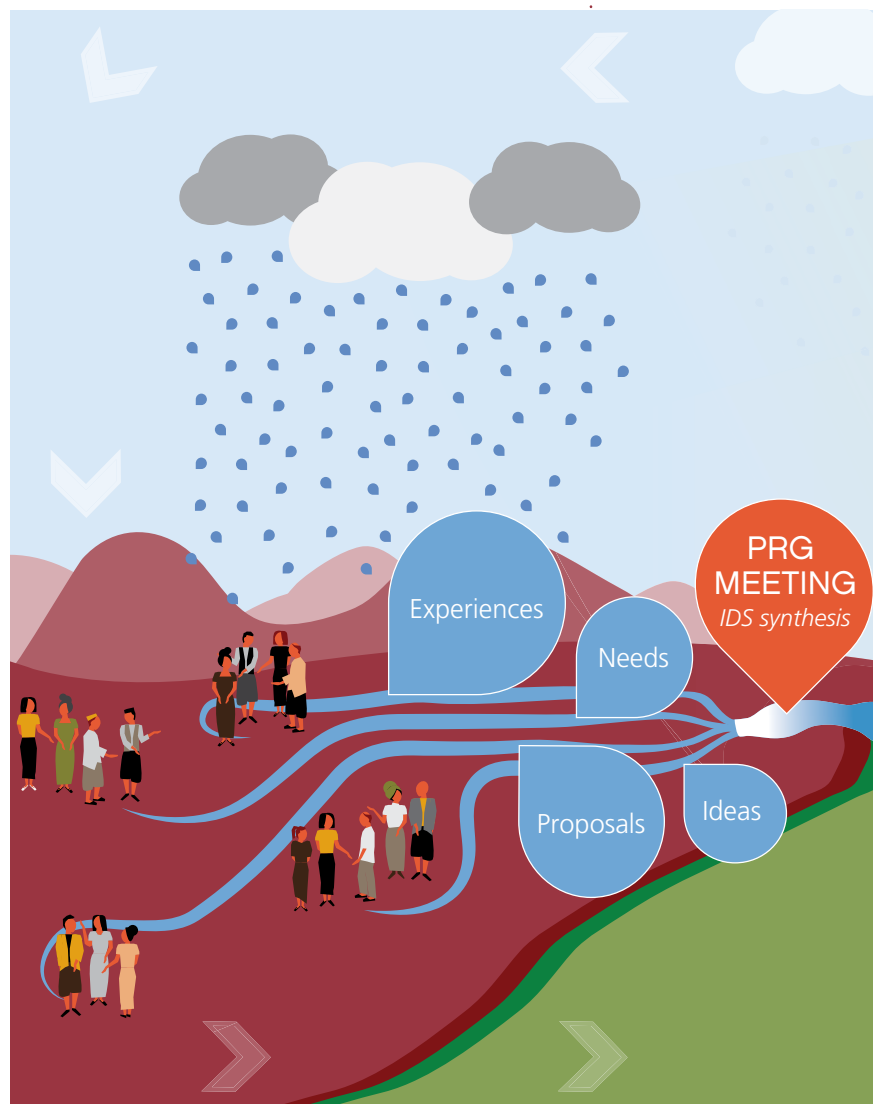 PRG
MEETING
IDS synthesis
Experiences
Needs
Proposals
Ideas